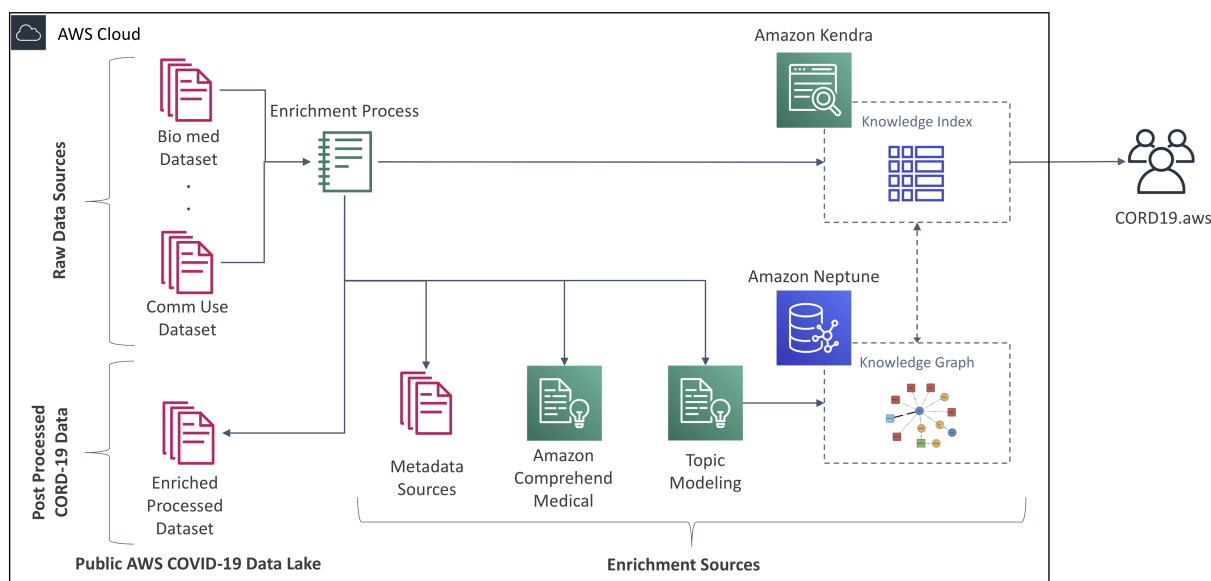 AWS Cloud
Amazon Kendra
Enrichment Process
Knowledge Index
Bio med
Dataset
.
.
Raw Data Sources
CORD19.aws
Comm Use
Dataset
Amazon Neptune
Knowledge Graph
Post Processed
CORD-19 Data
Enriched
Processed
Dataset
Metadata
Sources
Amazon
Comprehend
Medical
Topic
Modeling
Public AWS COVID-19 Data Lake
Enrichment Sources